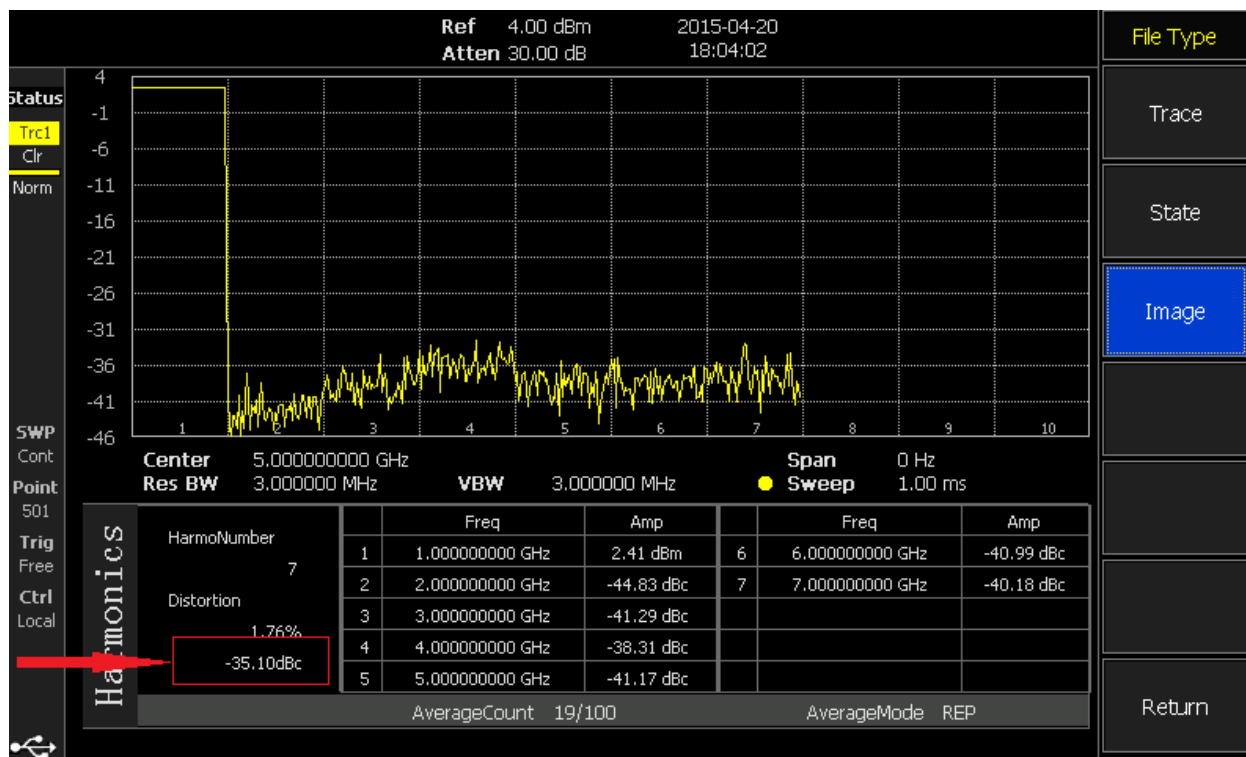 Ref 4.00 dBm 2015-04-20
Atten 30.00 dB 18:04:02
File Type
Trace
State
Image
Return
Status
Trc1
Clr
Norm
SWP
Cont
Point
501
Trig
Free
Ctrl
Local
4
-1
-6
-11
-16
-21
-26
-31
-36
-41
-46
1 2 3 4 5 6 7 8 9 10
Center 5.000000000 GHz Span 0 Hz
Res BW 3.000000 MHz VBW 3.000000 MHz Sweep 1.00 ms
Harmonics
HarmoNumber
7
Distortion
1.76%
-35.10dBc
Freq Amp Freq Amp
1 1.000000000 GHz 2.41 dBm 6 6.000000000 GHz -40.99 dBc
2 2.000000000 GHz -44.83 dBc 7 7.000000000 GHz -40.18 dBc
3 3.000000000 GHz -41.29 dBc
4 4.000000000 GHz -38.31 dBc
5 5.000000000 GHz -41.17 dBc
AverageCount 19/100 AverageMode REP